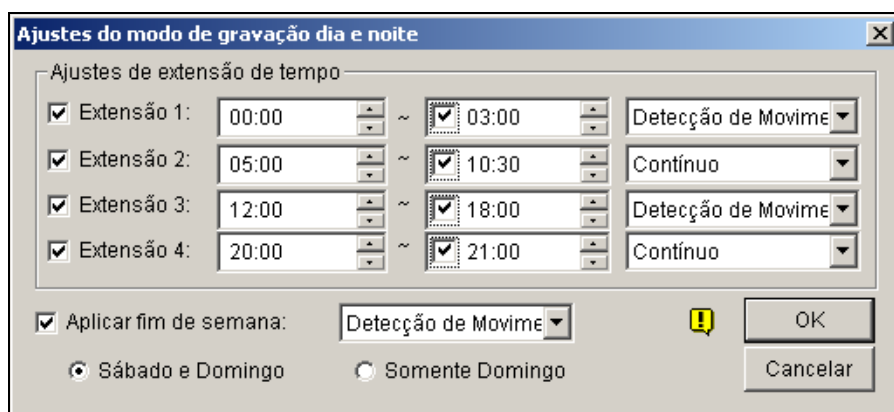 Ajustes do modo de gravação dia e noite
Ajustes de extensão de tempo
Extensão 1: 00:00 ~ 03:00 Detecção de Movime
Extensão 2: 05:00 ~ 10:30 Contínuo
Extensão 3: 12:00 ~ 18:00 Detecção de Movime
Extensão 4: 20:00 ~ 21:00 Contínuo
Aplicar fim de semana: Detecção de Movime OK
Sábado e Domingo Somente Domingo Cancelar